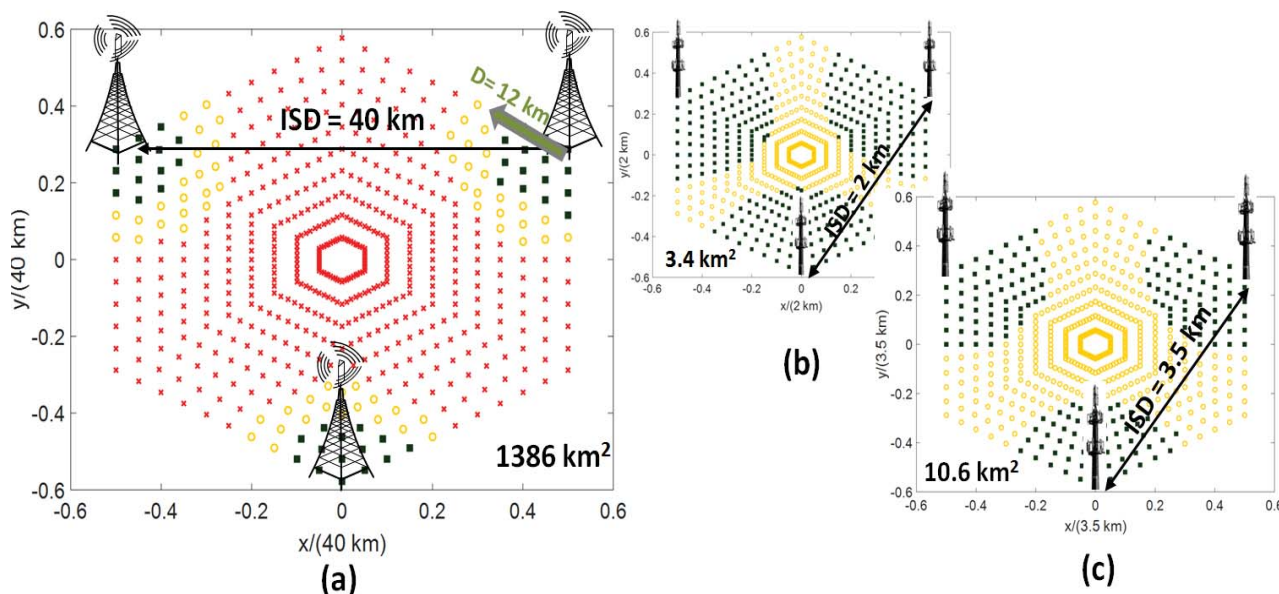 0.6
0.4
0.2
0
-0.2
-0.4
-0.6
y/(40 km)
-0.6 -0.4 -0.2 0 0.2 0.4 0.6
x/(40 km)
D= 12 km
ISD = 40 km
1386 km²
(a)
0.6
0.4
0.2
0
-0.2
-0.4
-0.6
y/(2 km)
-0.6 -0.4 -0.2 0 0.2
x/(2 km)
ISD = 2 km
3.4 km²
(b)
0.6
0.4
0.2
0
-0.2
-0.4
-0.6
y/(3.5 km)
-0.6 -0.4 -0.2 0 0.2 0.4 0.6
x/(3.5 km)
ISD = 3.5 km
10.6 km²
(c)